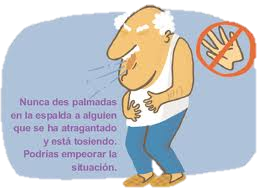 Nunca des palmadas
en la espalda a alguien
que se ha atragantado
y está tosiendo.
Podrías empeorar la
situación.